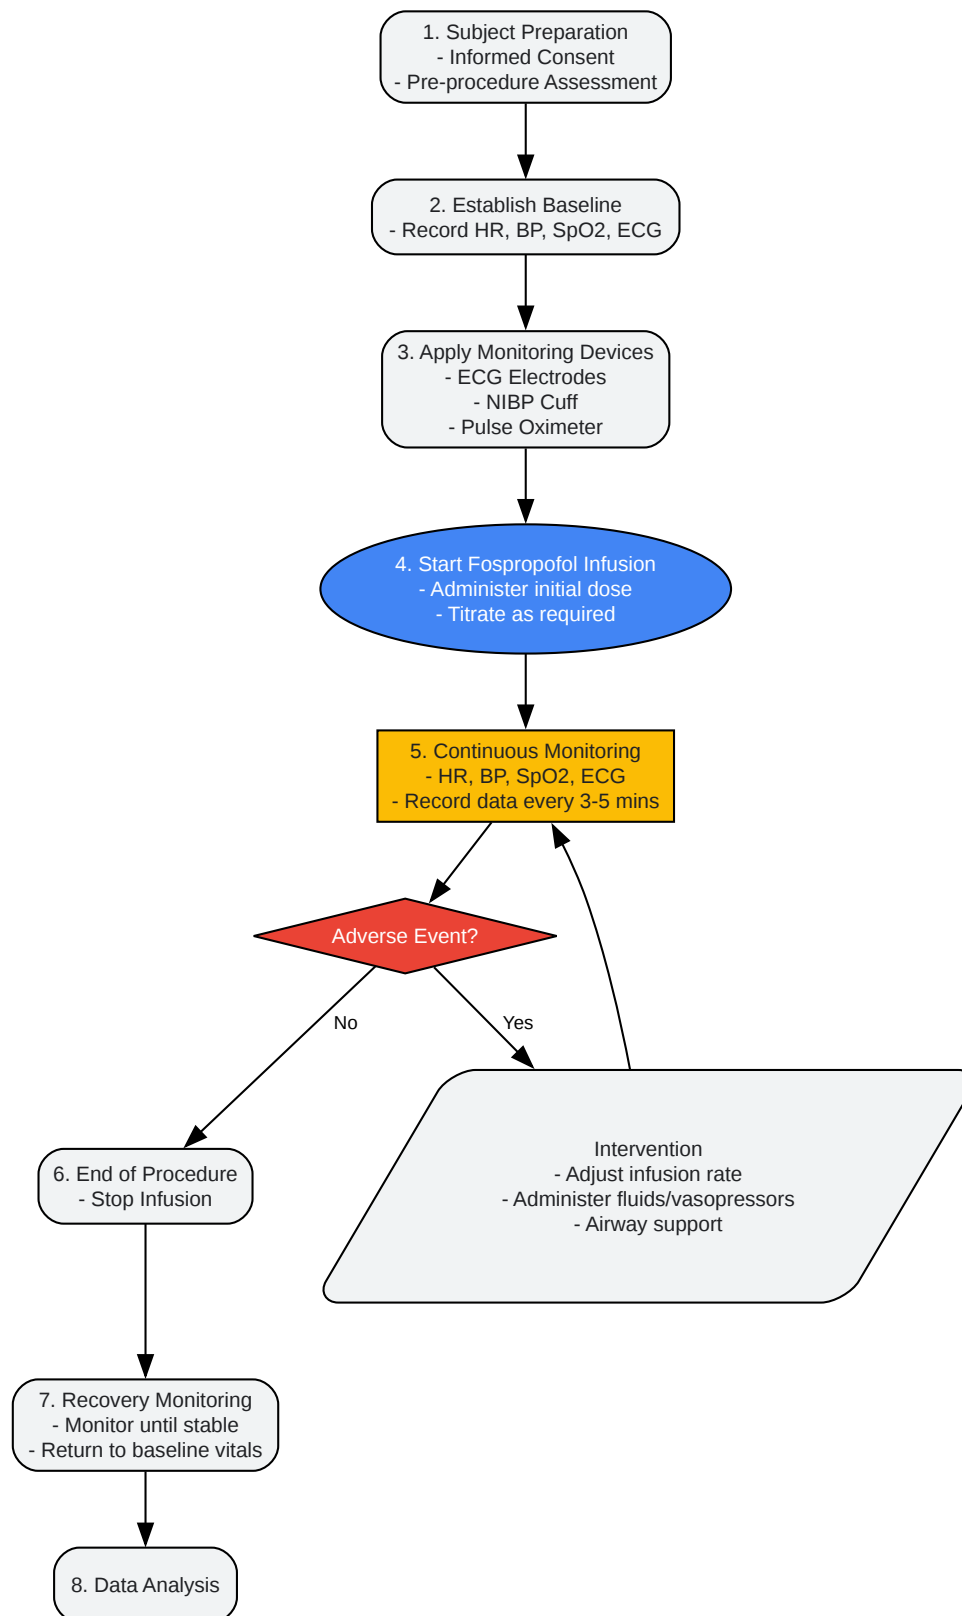 1. Subject Preparation
- Informed Consent
- Pre-procedure Assessment
2. Establish Baseline
- Record HR, BP, SpO2, ECG
3. Apply Monitoring Devices
- ECG Electrodes
- NIBP Cuff
- Pulse Oximeter
4. Start Fospropofol Infusion
- Administer initial dose
- Titrate as required
5. Continuous Monitoring
- HR, BP, SpO2, ECG
- Record data every 3-5 mins
Adverse Event?
No
Yes
Intervention
- Adjust infusion rate
- Administer fluids/vasopressors
- Airway support
6. End of Procedure
- Stop Infusion
7. Recovery Monitoring
- Monitor until stable
- Return to baseline vitals
8. Data Analysis